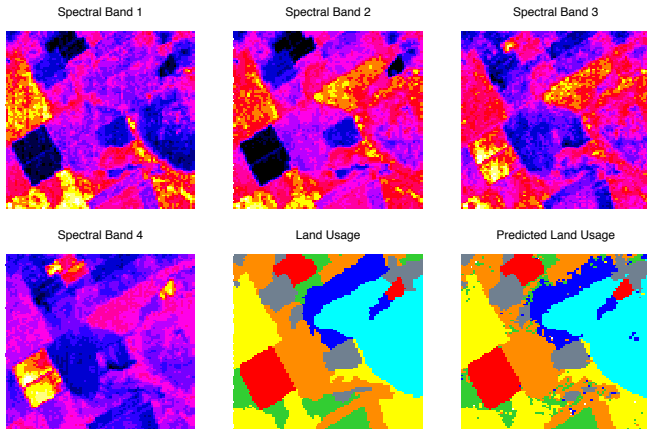 Spectral Band 1
Spectral Band 2
Spectral Band 3
Spectral Band 4
Land Usage
Predicted Land Usage